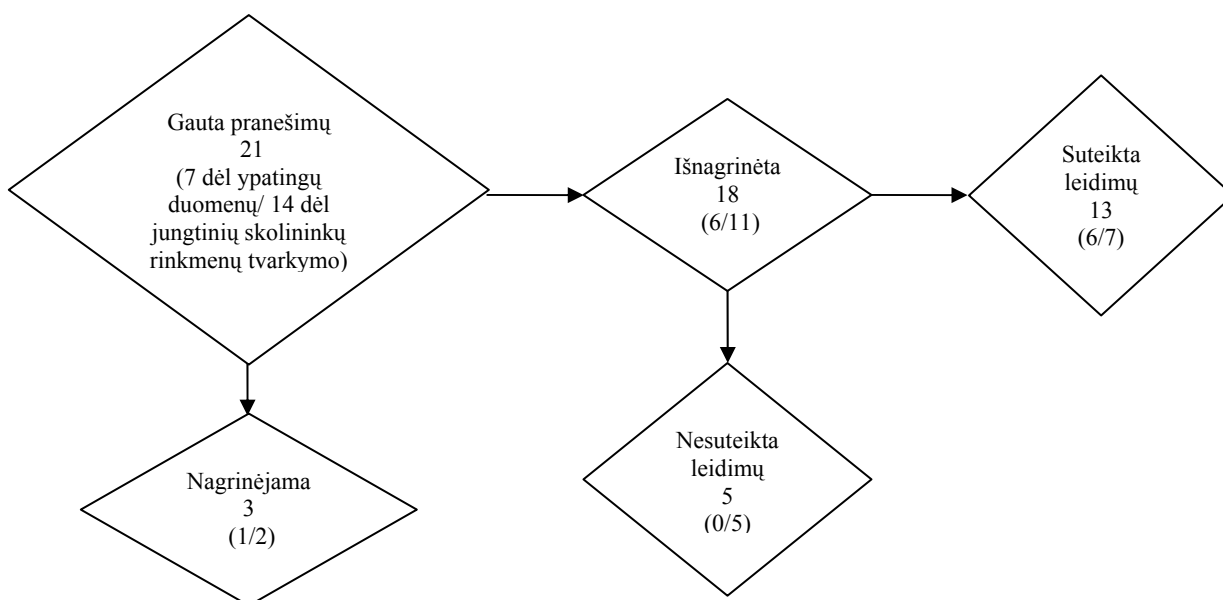 Gauta pranešimų
21
(7 dėl ypatingų
duomenų/ 14 dėl
jungtinių skolininkų
rinkmenų tvarkymo)
Išnagrinėta
18
(6/11)
Suteikta
leidimų
13
(6/7)
Nagrinėjama
3
(1/2)
Nesuteikta
leidimų
5
(0/5)